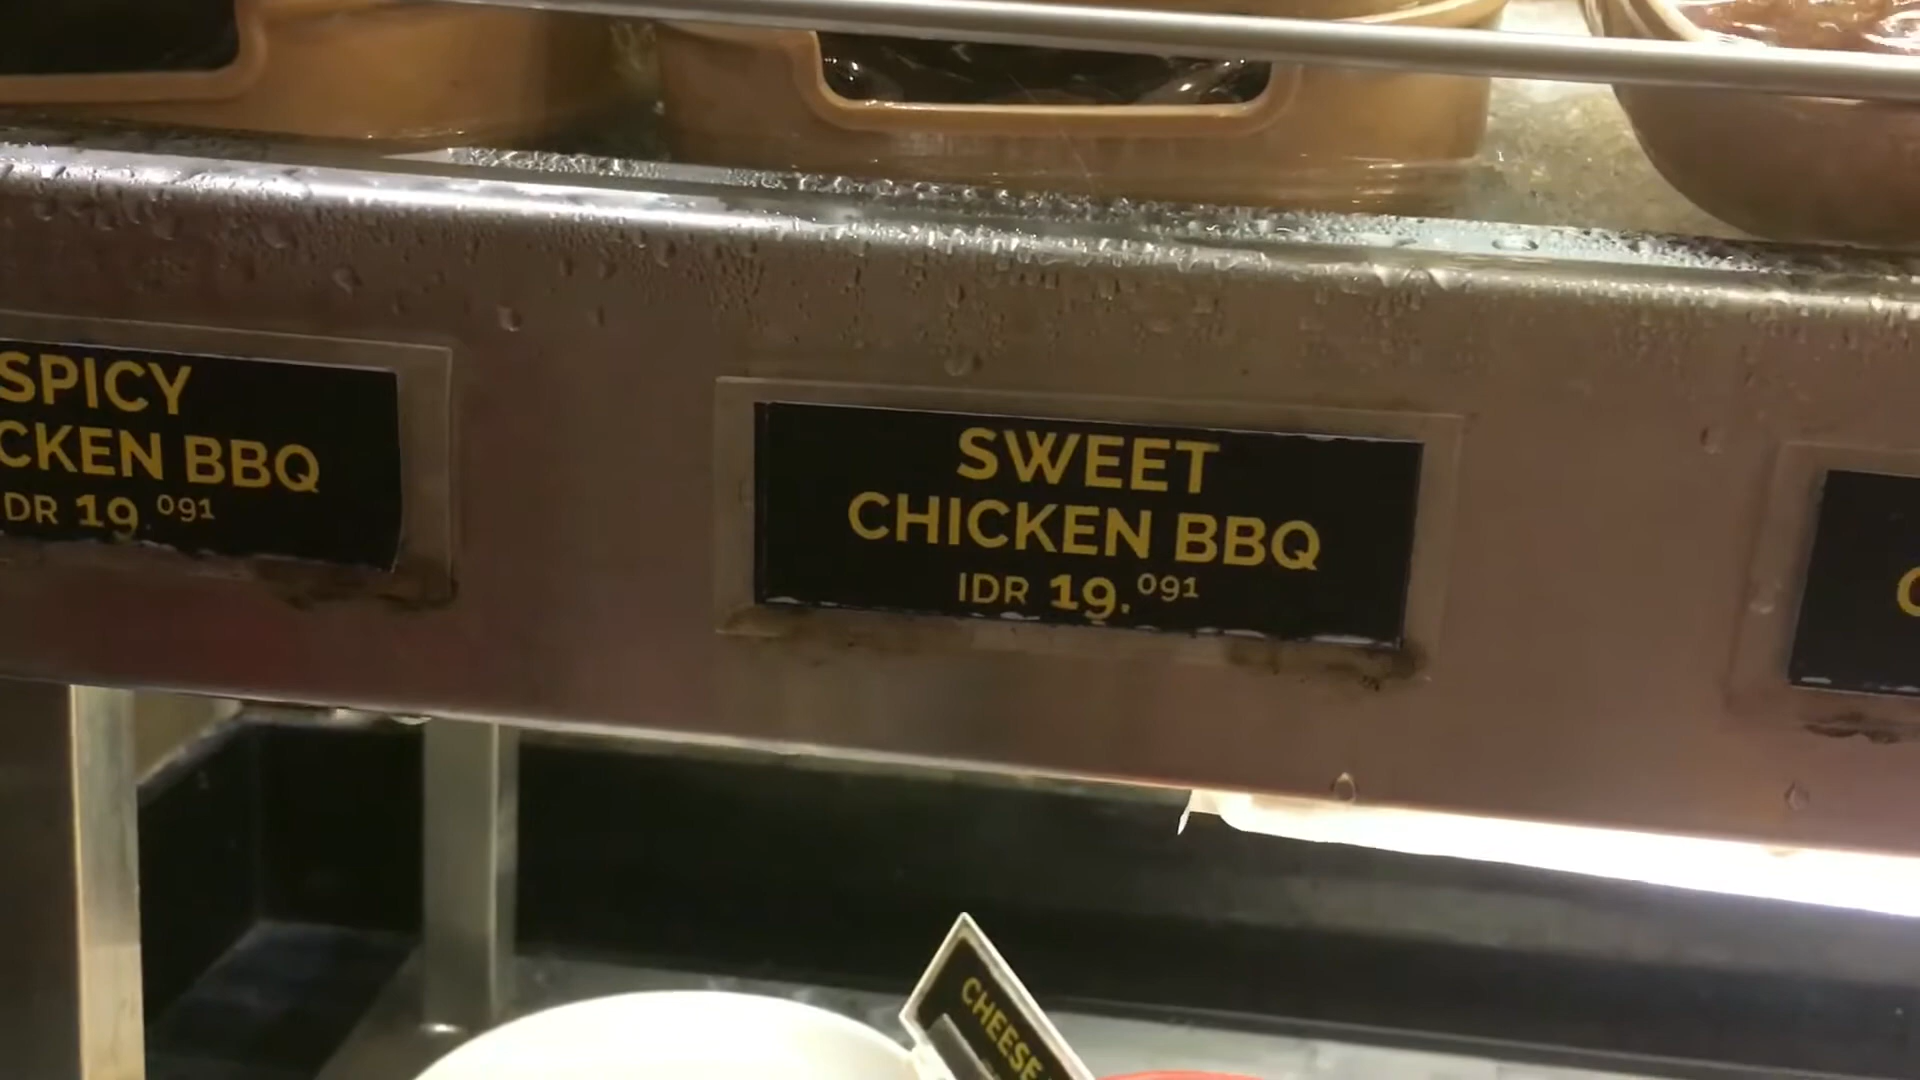 SPICY
CKEN BBQ
DR 19.091
SWEET
CHICKEN BBQ
IDR 19.091
CHEESE